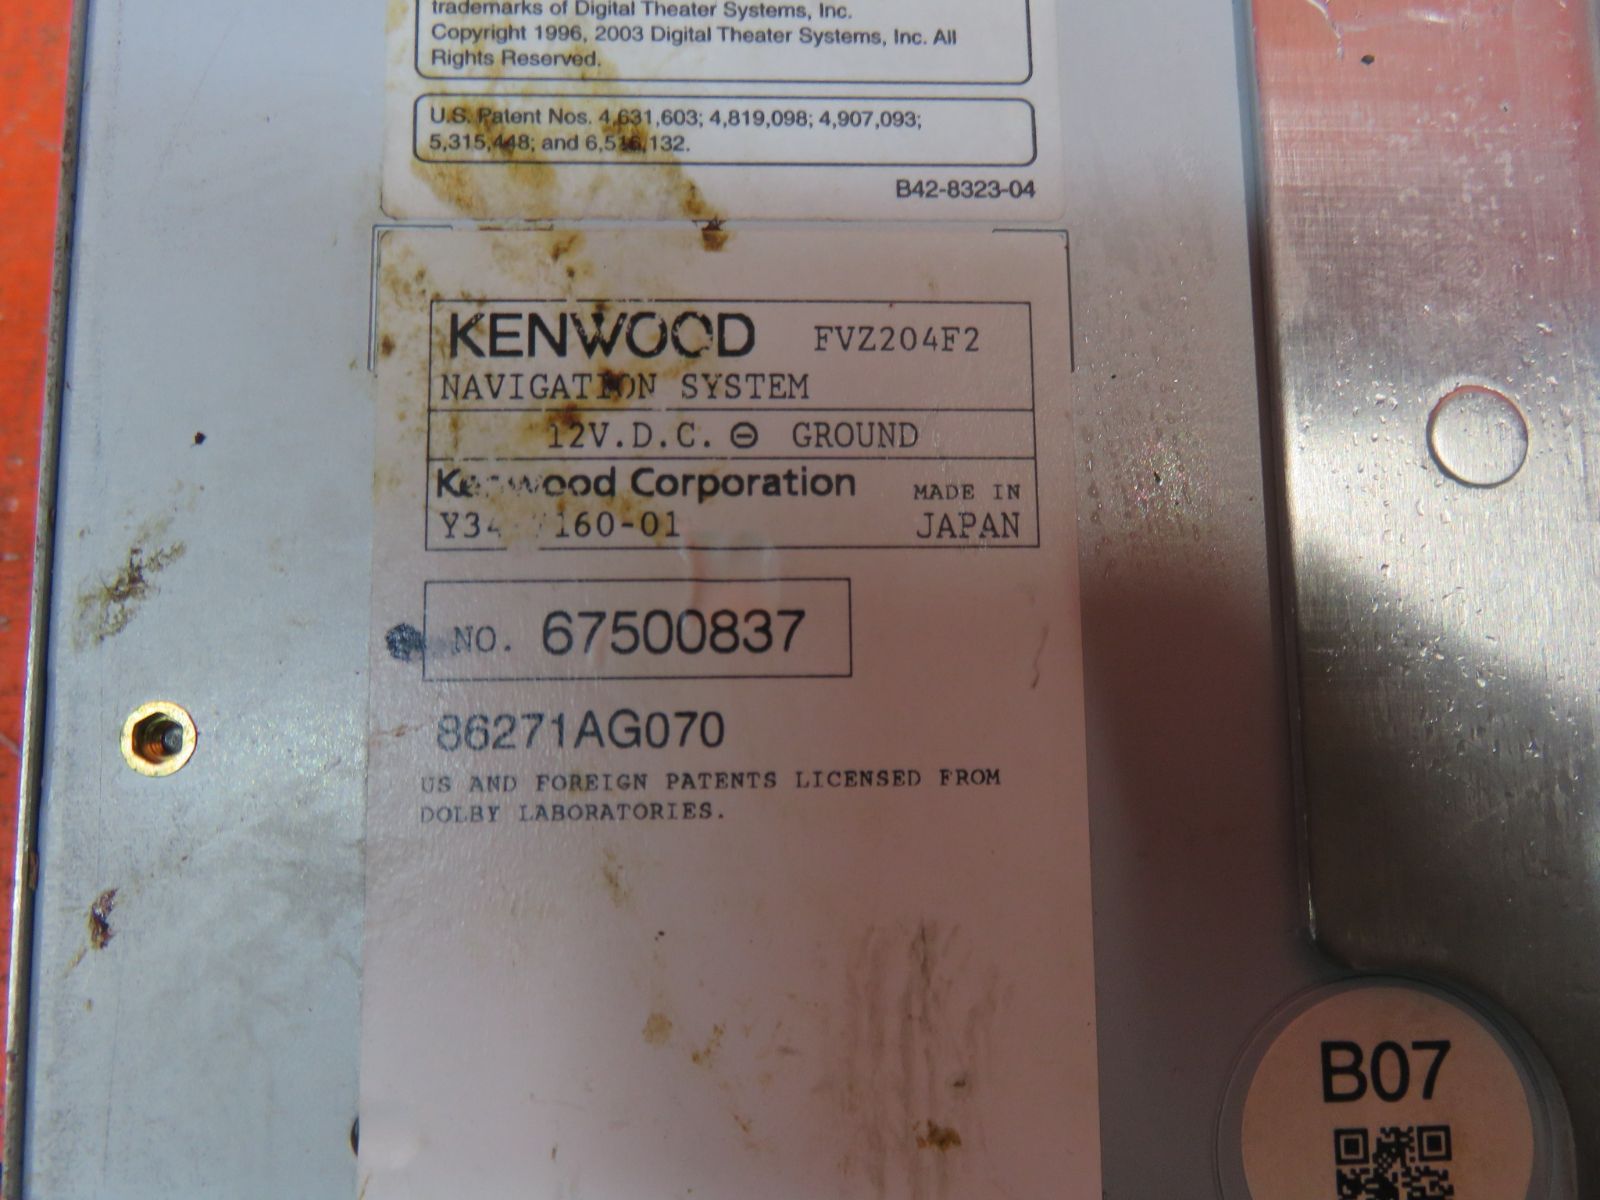 trademarks of Digital Theater Systems, Inc.
Copyright 1996, 2003 Digital Theater Systems, Inc. All
Rights Reserved.
U.S. Patent Nos. 4,631,603; 4,819,098; 4,907,093;
5,315,448; and 6,516,132.
B42-8323-04
KENWOOD FVZ204F2
NAVIGATION SYSTEM
12V.D.C. ⊖ GROUND
Kenwood Corporation MADE IN
JAPAN
NO. 67500837
86271AG070
US AND FOREIGN PATENTS LICENSED FROM
DOLBY LABORATORIES.
B07